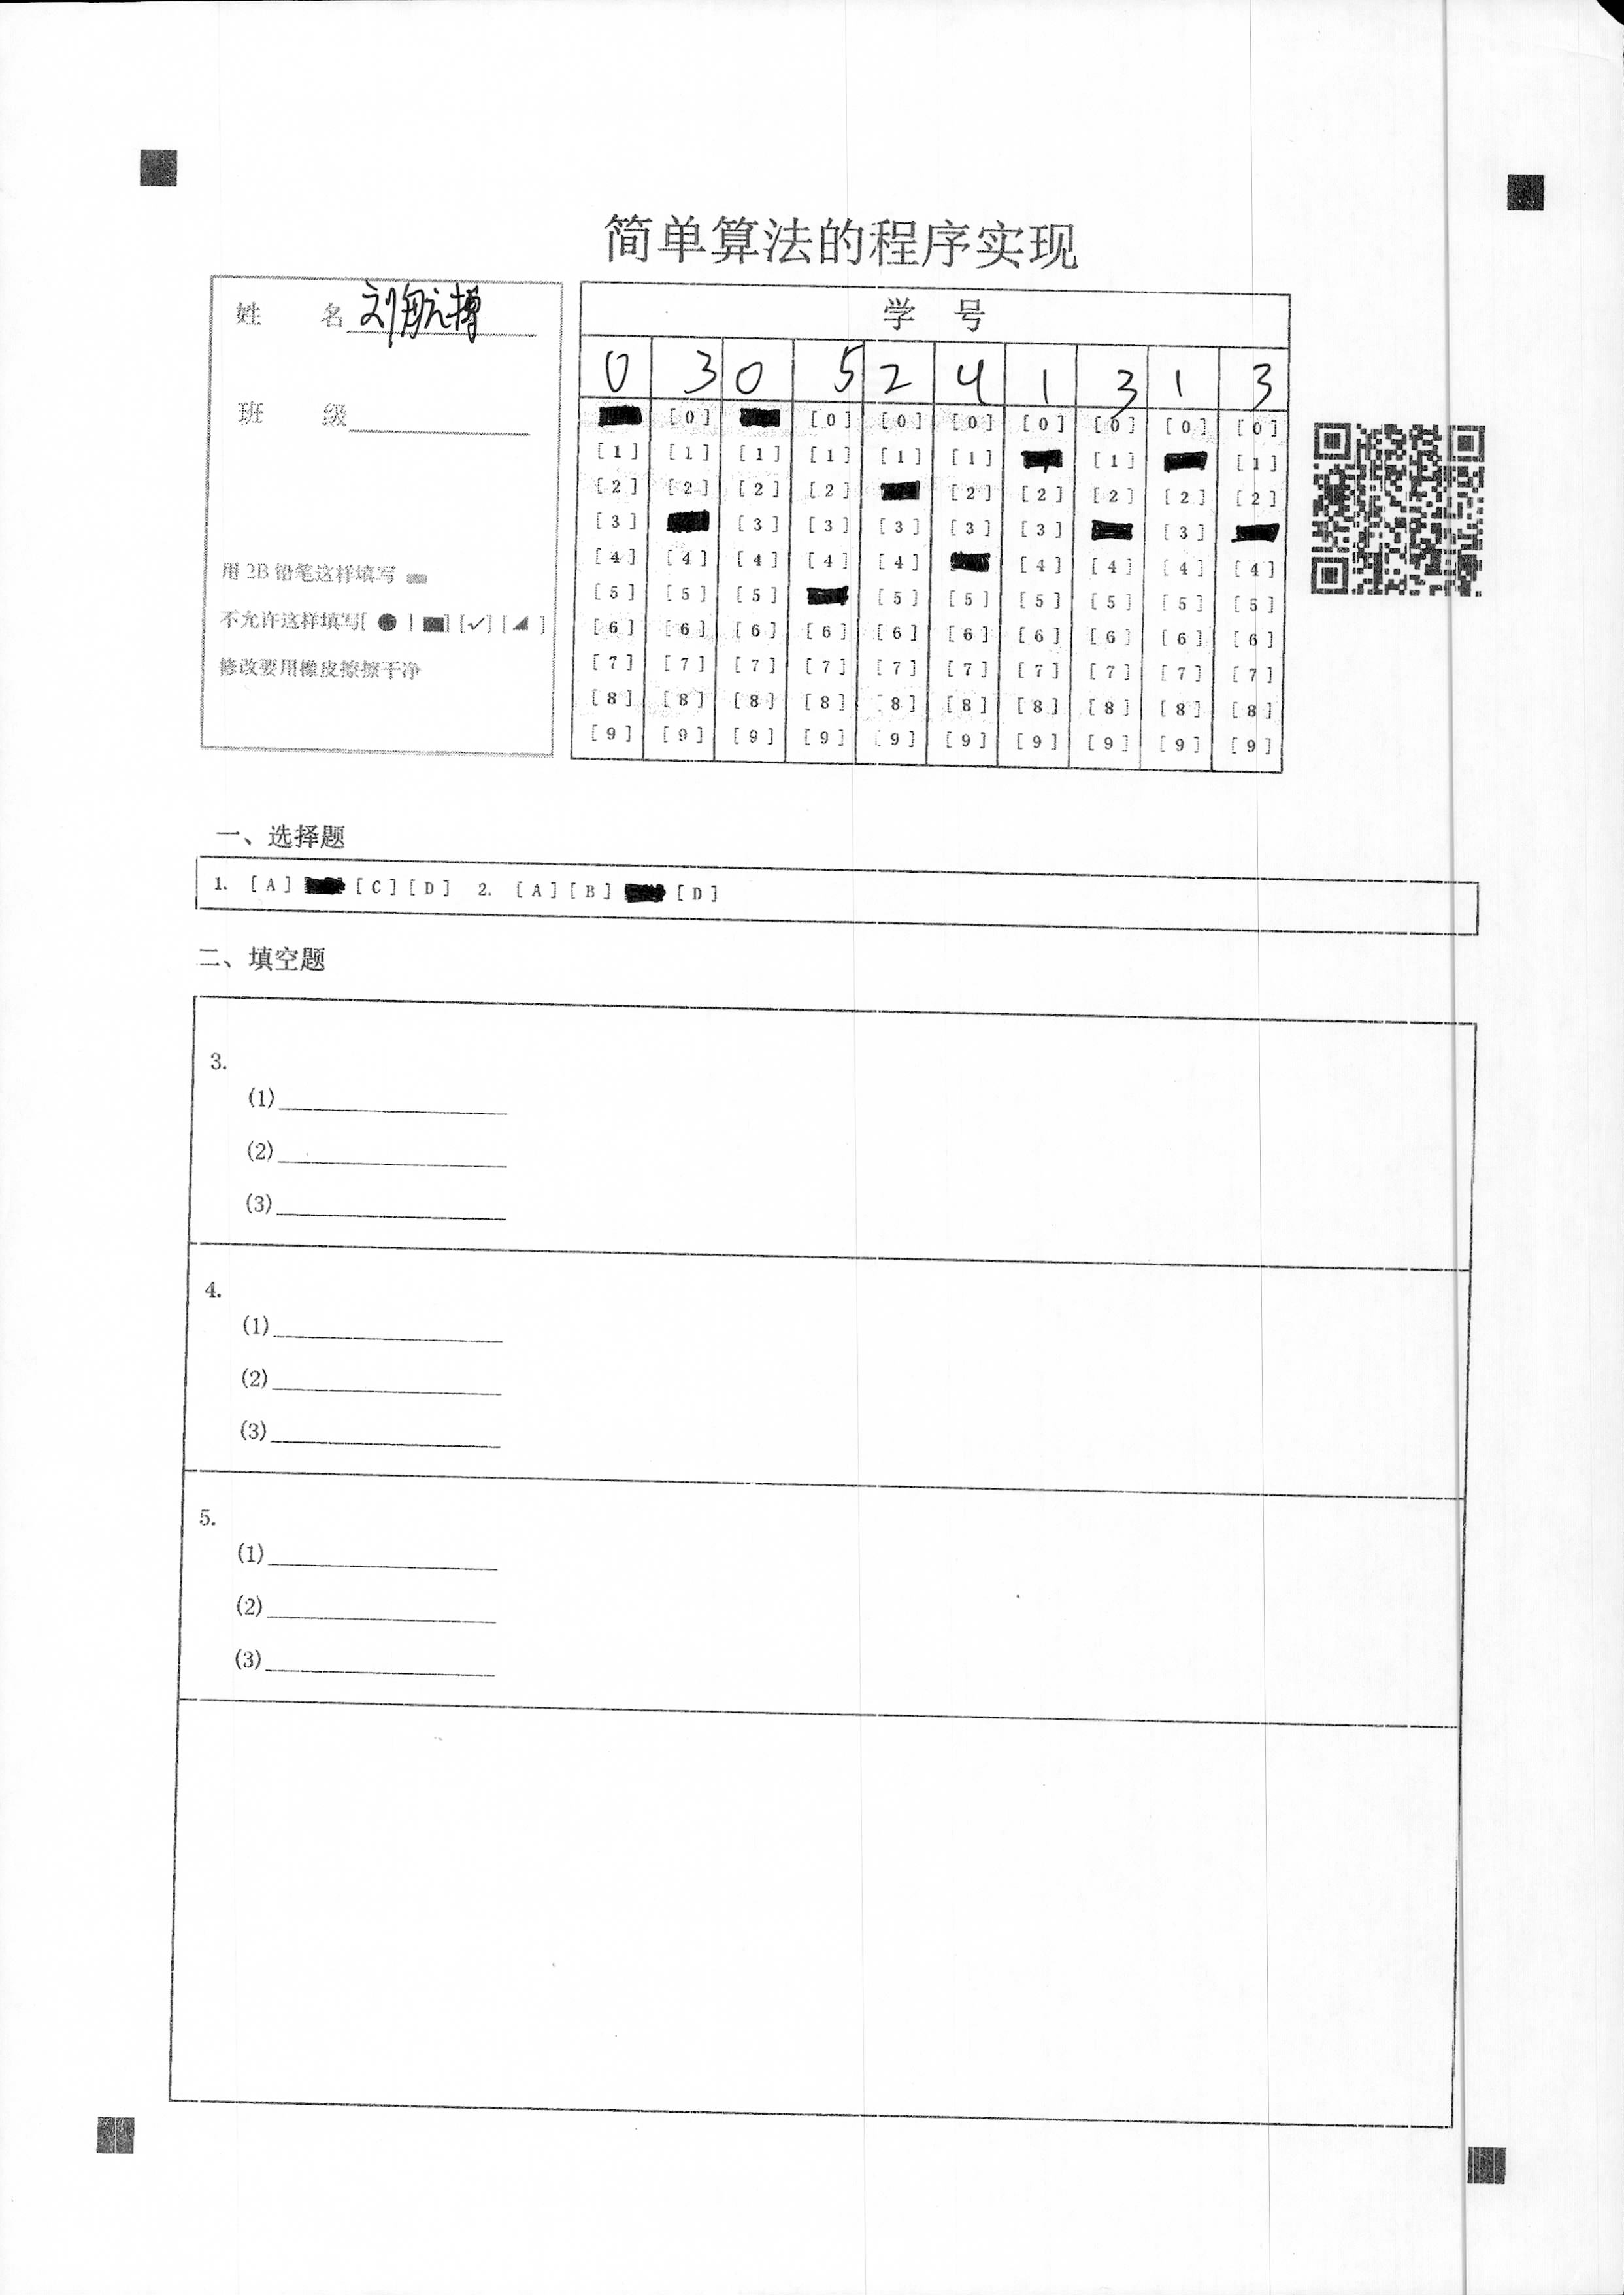 简单算法的程序实现
姓 名 刘航博
班 级
用 2B 铅笔这样填写
不允许这样填写[ ● ] [■] [✓] [◢ ]
修改要用橡皮擦擦干净
学 号
0 3 0 5 2 4 1 3 1 3
[0] [0] [0] [0] [0] [0] [0] [0]
[1] [1] [1] [1] [1] [1] [1] [1]
[2] [2] [2] [2] [2] [2] [2] [2] [2]
[3] [3] [3] [3] [3] [3] [3]
[4] [4] [4] [4] [4] [4] [4] [4] [4]
[5] [5] [5] [5] [5] [5] [5] [5] [5]
[6] [6] [6] [6] [6] [6] [6] [6] [6] [6]
[7] [7] [7] [7] [7] [7] [7] [7] [7] [7]
[8] [8] [8] [8] [8] [8] [8] [8] [8] [8]
[9] [9] [9] [9] [9] [9] [9] [9] [9] [9]
一、选择题
1. [A] [C] [D] 2. [A] [B] [D]
二、填空题
3.
(1)
(2)
(3)
4.
(1)
(2)
(3)
5.
(1)
(2)
(3)